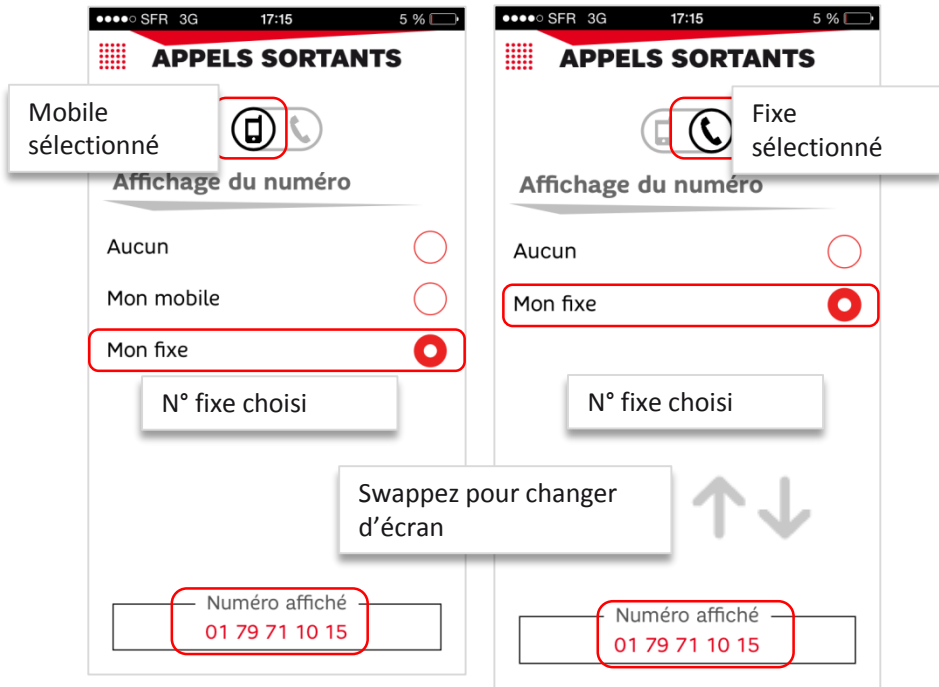 SFR 3G 17:15 5 %
APPELS SORTANTS
Mobile
sélectionné
Affichage du numéro
Aucun
Mon mobile
Mon fixe
N° fixe choisi
Numéro affiché
01 79 71 10 15
SFR 3G 17:15 5 %
APPELS SORTANTS
Fixe
sélectionné
Affichage du numéro
Aucun
Mon fixe
N° fixe choisi
Swappez pour changer
d'écran
Numéro affiché
01 79 71 10 15